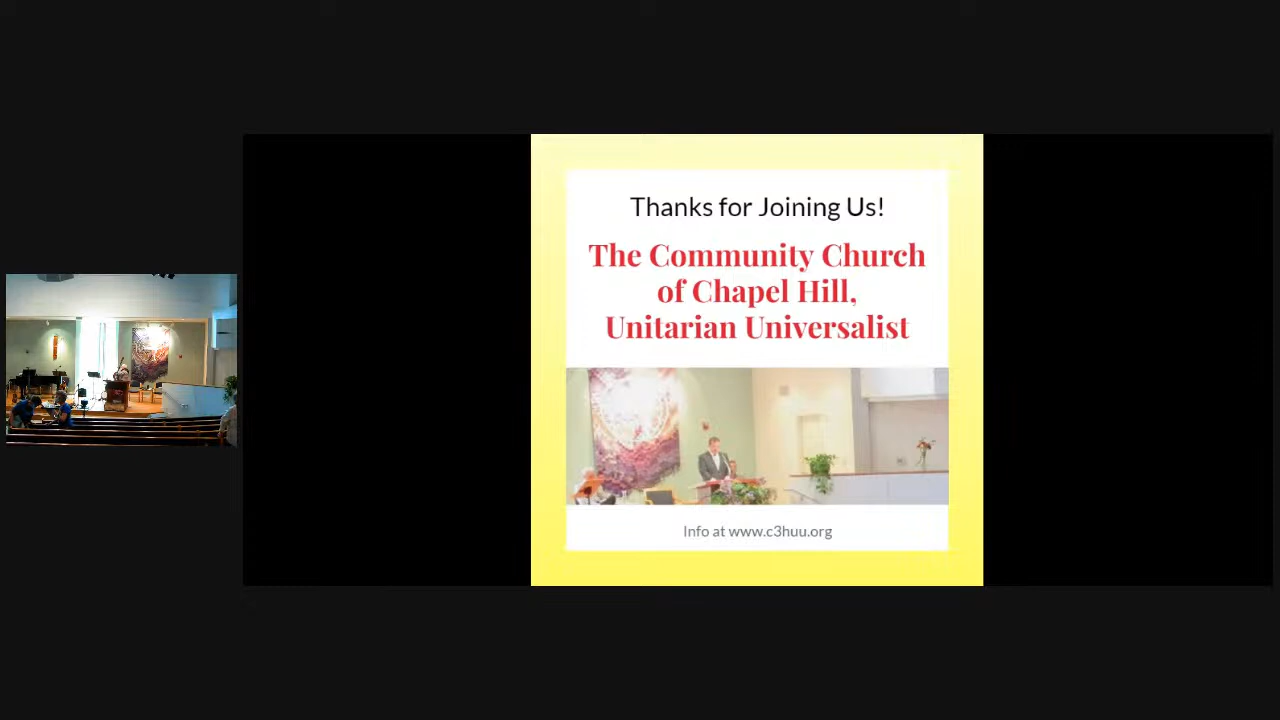 Thanks for Joining Us!
The Community Church
of Chapel Hill,
Unitarian Universalist
Info at www.c3huu.org